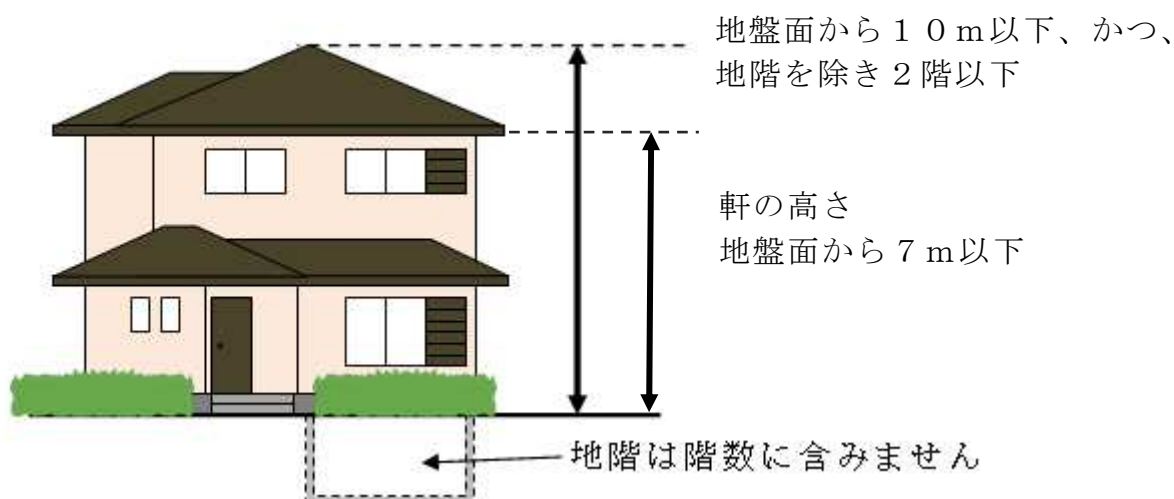 地盤面から１０ｍ以下、かつ、
地階を除き２階以下
軒の高さ
地盤面から７ｍ以下
地階は階数に含みません